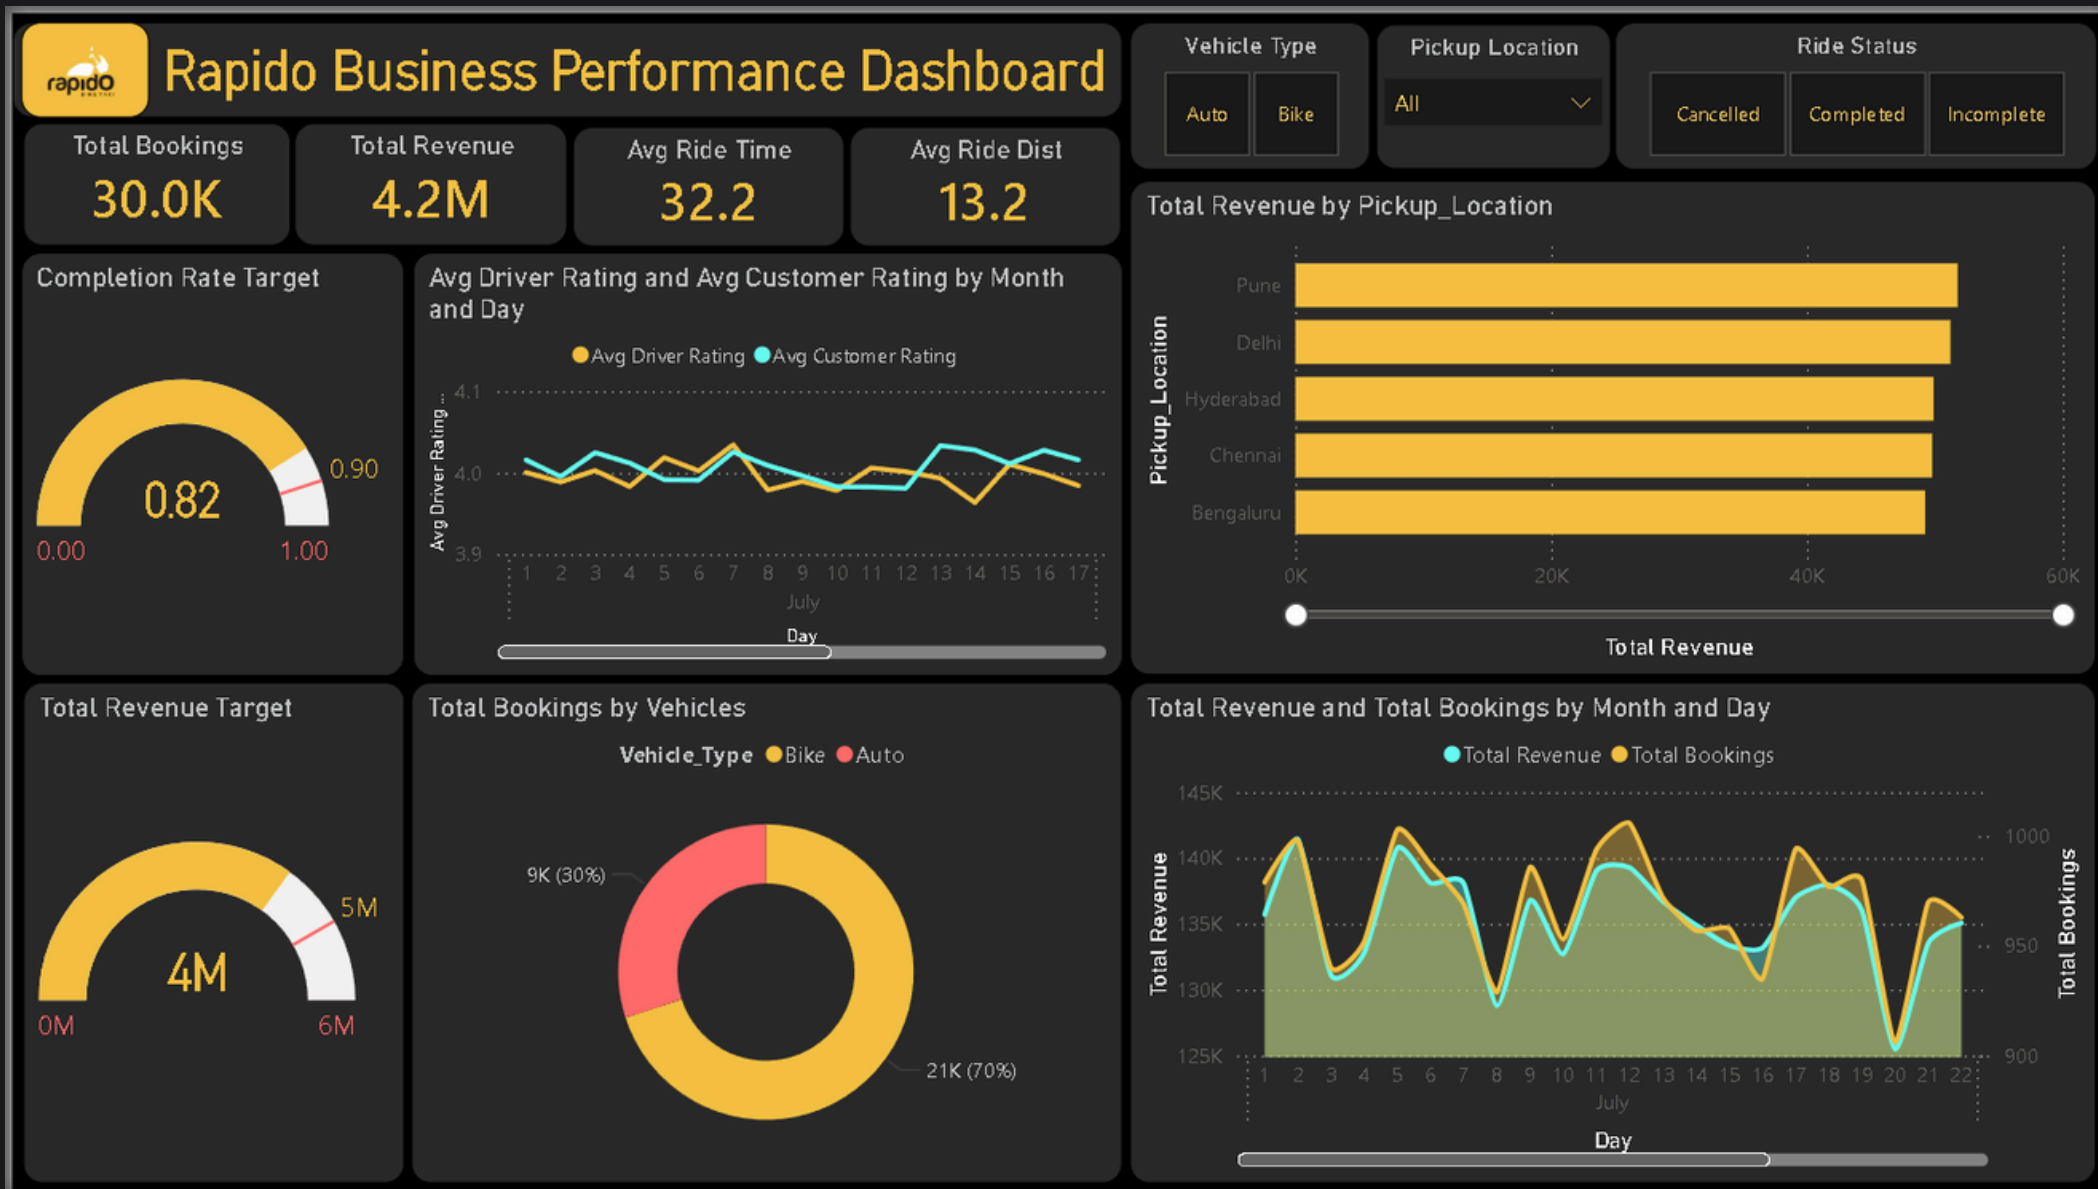 rapido
Rapido Business Performance Dashboard
Vehicle Type
Auto
Bike
Pickup Location
All
Ride Status
Cancelled
Completed
Incomplete
Total Bookings
30.0K
Total Revenue
4.2M
Avg Ride Time
32.2
Avg Ride Dist
13.2
Completion Rate Target
0.90
0.82
0.00
1.00
Avg Driver Rating and Avg Customer Rating by Month
and Day
Avg Driver Rating Avg Customer Rating
Avg Driver Rating ...
4.1
4.0
3.9
1 2 3 4 5 6 7 8 9 10 11 12 13 14 15 16 17
July
Day
Total Revenue by Pickup_Location
Pickup_Location
Pune
Delhi
Hyderabad
Chennai
Bengaluru
0K 20K 40K 60K
Total Revenue
Total Revenue Target
5M
4M
0M
6M
Total Bookings by Vehicles
Vehicle_Type Bike Auto
9K (30%)
21K (70%)
Total Revenue and Total Bookings by Month and Day
Total Revenue Total Bookings
Total Revenue
145K
140K
135K
130K
125K
1000
950
900
Total Bookings
1 2 3 4 5 6 7 8 9 10 11 12 13 14 15 16 17 18 19 20 21 22
July
Day